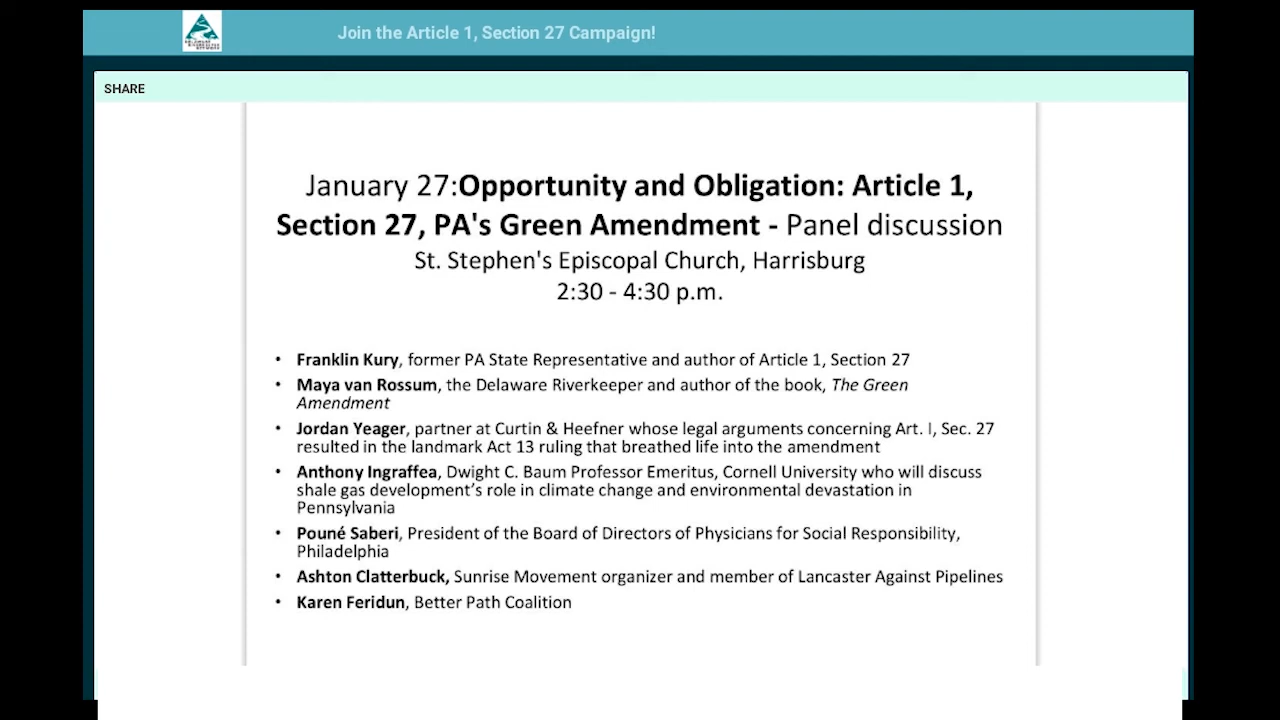 Join the Article 1, Section 27 Campaign!
SHARE
January 27:Opportunity and Obligation: Article 1,
Section 27, PA's Green Amendment - Panel discussion
St. Stephen's Episcopal Church, Harrisburg
2:30 - 4:30 p.m.
• Franklin Kury, former PA State Representative and author of Article 1, Section 27
• Maya van Rossum, the Delaware Riverkeeper and author of the book, The Green
Amendment
• Jordan Yeager, partner at Curtin & Heefner whose legal arguments concerning Art. I, Sec. 27
resulted in the landmark Act 13 ruling that breathed life into the amendment
• Anthony Ingraffea, Dwight C. Baum Professor Emeritus, Cornell University who will discuss
shale gas development’s role in climate change and environmental devastation in
Pennsylvania
• Pouné Saberi, President of the Board of Directors of Physicians for Social Responsibility,
Philadelphia
• Ashton Clatterbuck, Sunrise Movement organizer and member of Lancaster Against Pipelines
• Karen Feridun, Better Path Coalition